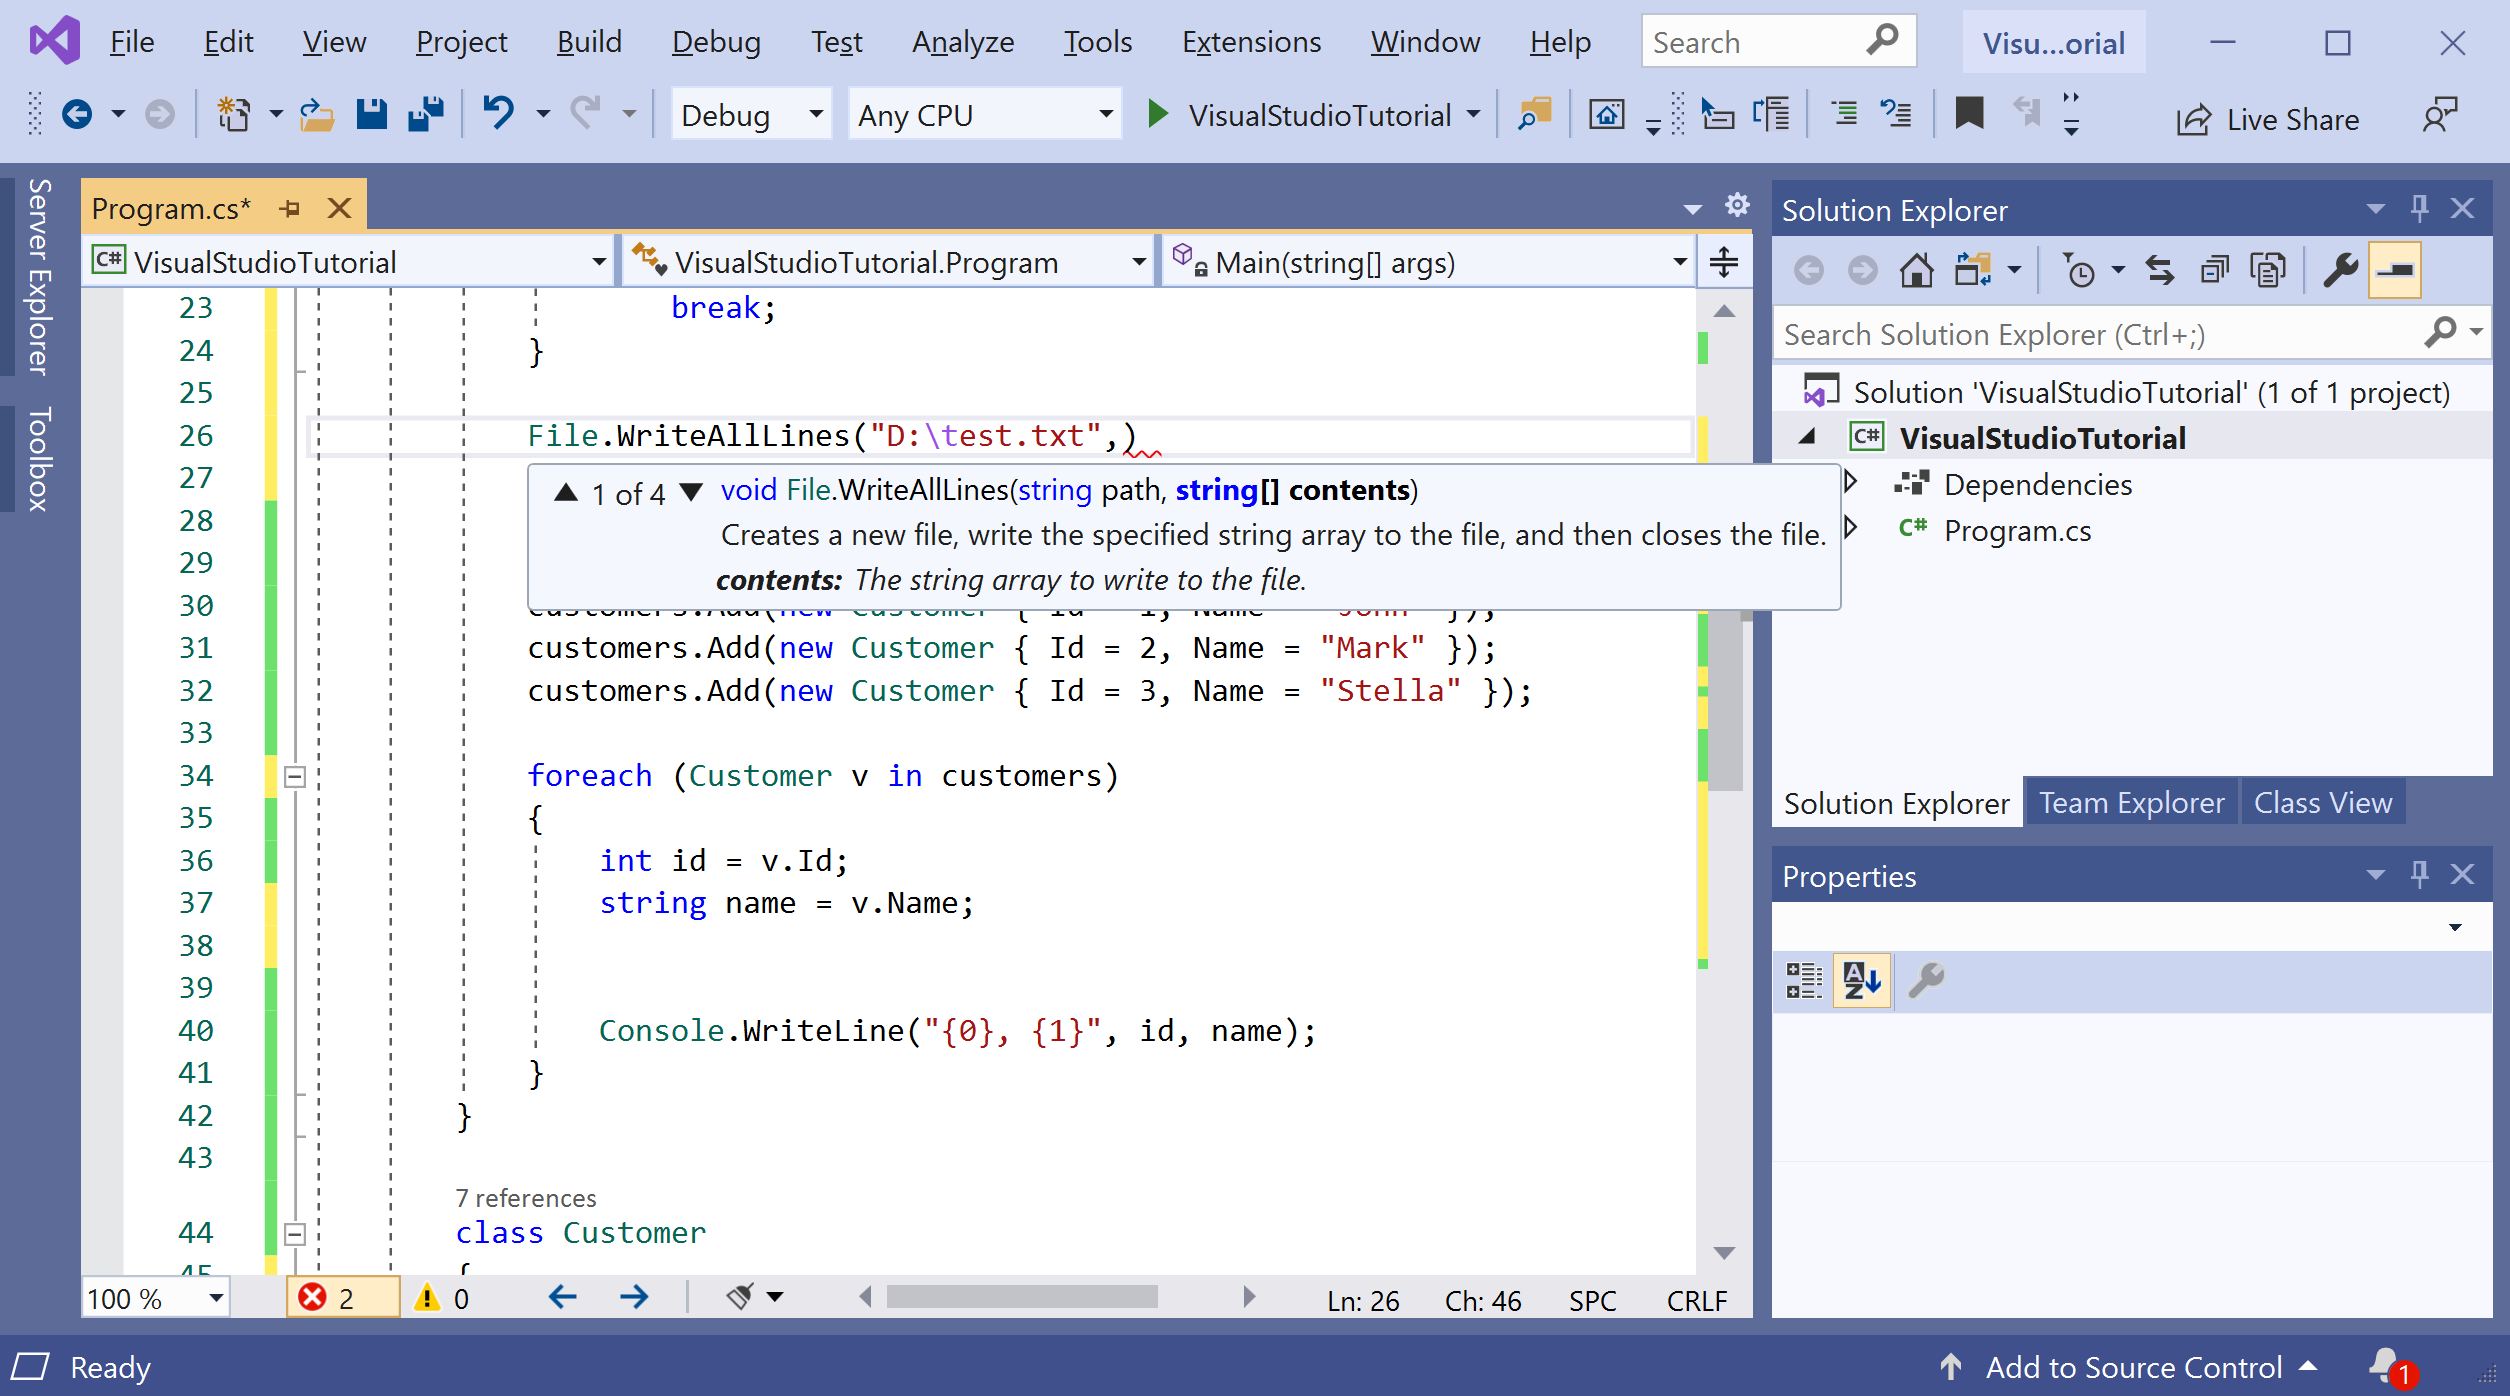 File Edit View Project Build Debug Test Analyze Tools Extensions Window Help Search Visu...orial
Debug Any CPU VisualStudioTutorial Live Share
Server Explorer
Toolbox
Program.cs*
C# VisualStudioTutorial VisualStudioTutorial.Program Main(string[] args)
23 break;
24 }
25
26 File.WriteAllLines("D:\test.txt",)
27
1 of 4 void File.WriteAllLines(string path, string[] contents)
28
Creates a new file, write the specified string array to the file, and then closes the file.
29
contents: The string array to write to the file.
30 customers.Add(new Customer { Id = 1, Name = "John" });
31 customers.Add(new Customer { Id = 2, Name = "Mark" });
32 customers.Add(new Customer { Id = 3, Name = "Stella" });
33
34 foreach (Customer v in customers)
35 {
36 int id = v.Id;
37 string name = v.Name;
38
39
40 Console.WriteLine("{0}, {1}", id, name);
41 }
42 }
43
7 references
44 class Customer
45 {
100 % 2 0 Ln: 26 Ch: 46 SPC CRLF
Solution Explorer
Search Solution Explorer (Ctrl+;)
Solution 'VisualStudioTutorial' (1 of 1 project)
C# VisualStudioTutorial
Dependencies
C# Program.cs
Solution Explorer Team Explorer Class View
Properties
AZ
Ready Add to Source Control 1